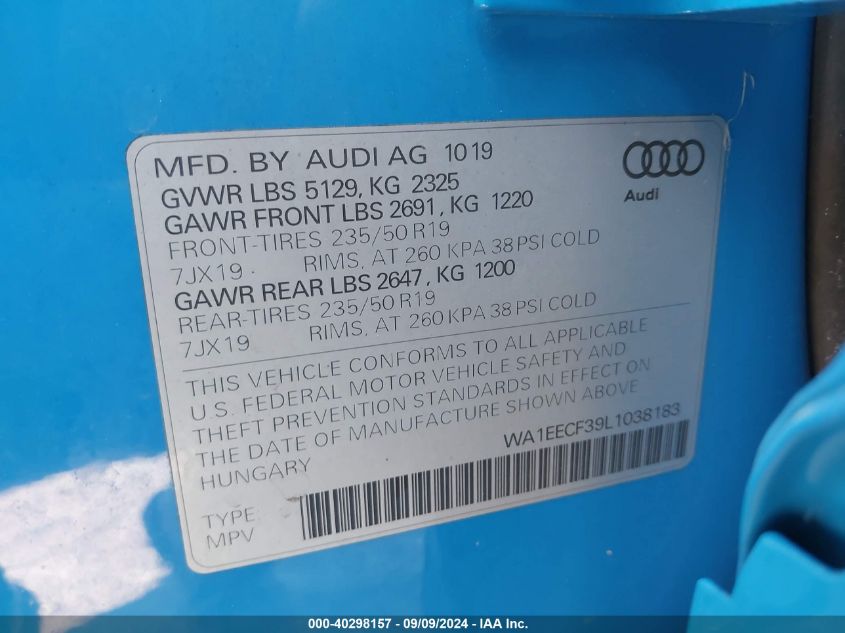 MFD. BY AUDI AG 1019
Audi
GVWR LBS 5129, KG 2325
GAWR FRONT LBS 2691, KG 1220
FRONT-TIRES 235/50 R19
7JX19 RIMS, AT 260 KPA 38 PSI COLD
GAWR REAR LBS 2647, KG 1200
REAR-TIRES 235/50 R19
7JX19 RIMS, AT 260 KPA 38 PSI COLD
THIS VEHICLE CONFORMS TO ALL APPLICABLE
U.S. FEDERAL MOTOR VEHICLE SAFETY AND
THEFT PREVENTION STANDARDS IN EFFECT ON
THE DATE OF MANUFACTURE SHOWN ABOVE
HUNGARY
WA1EECF39L1038183
TYPE:
MPV
000-40298157 - 09/09/2024 - IAA Inc.